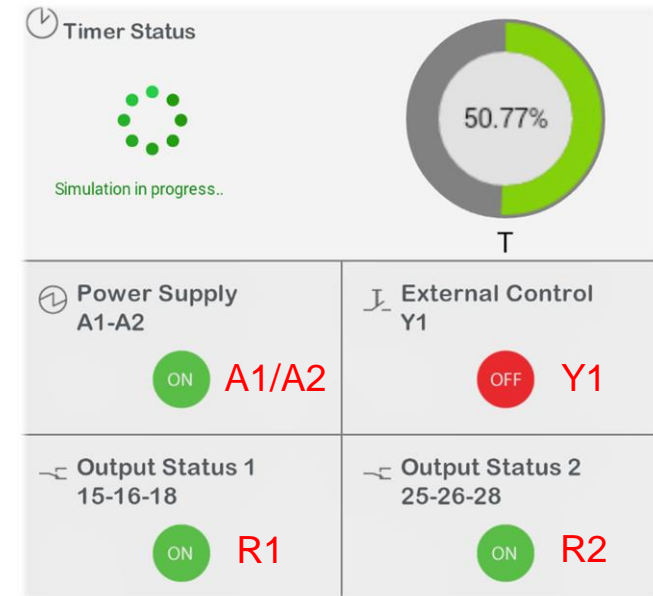 Timer Status
50.77%
Simulation in progress..
T
Power Supply
A1-A2
ON
A1/A2
External Control
Y1
OFF
Y1
Output Status 1
15-16-18
ON
R1
Output Status 2
25-26-28
ON
R2